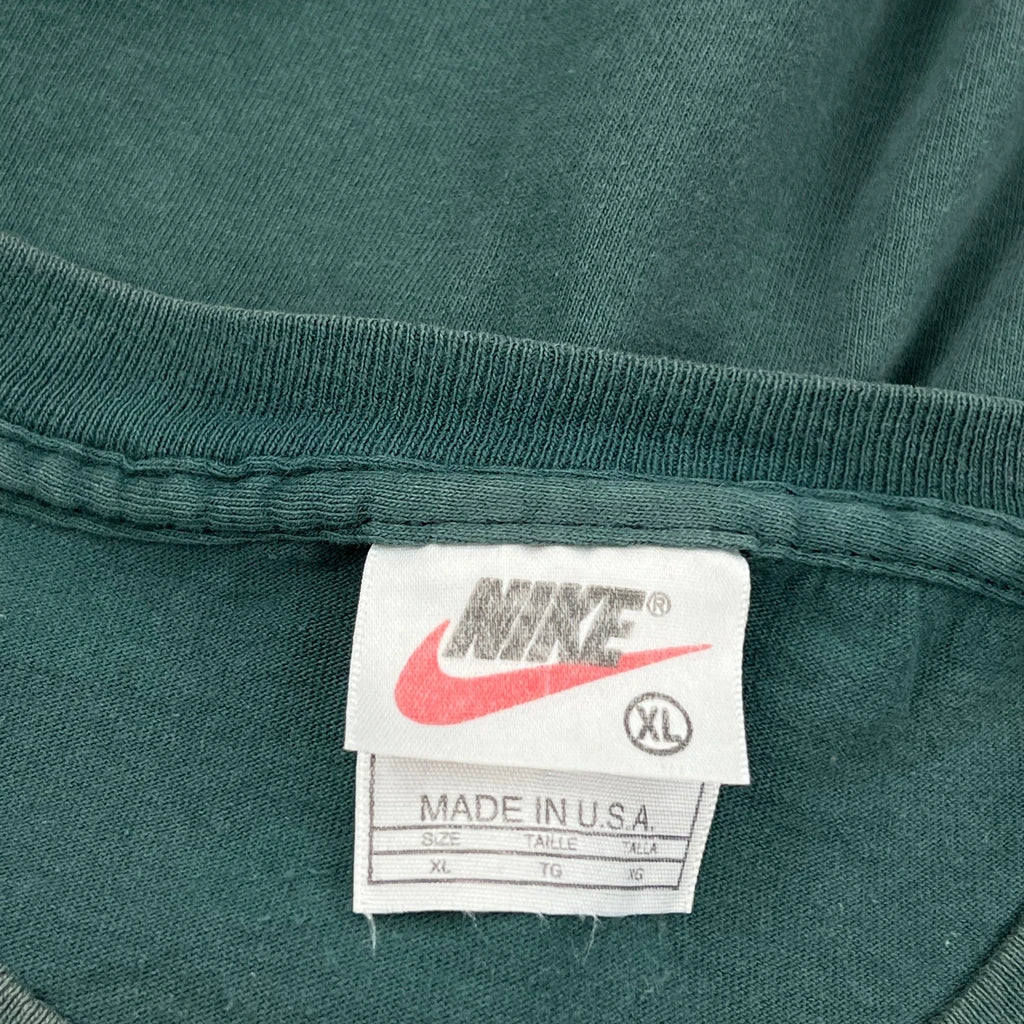 NIKE®
XL
MADE IN U.S.A.
SIZE TAILLE TALLA
XL TG XG